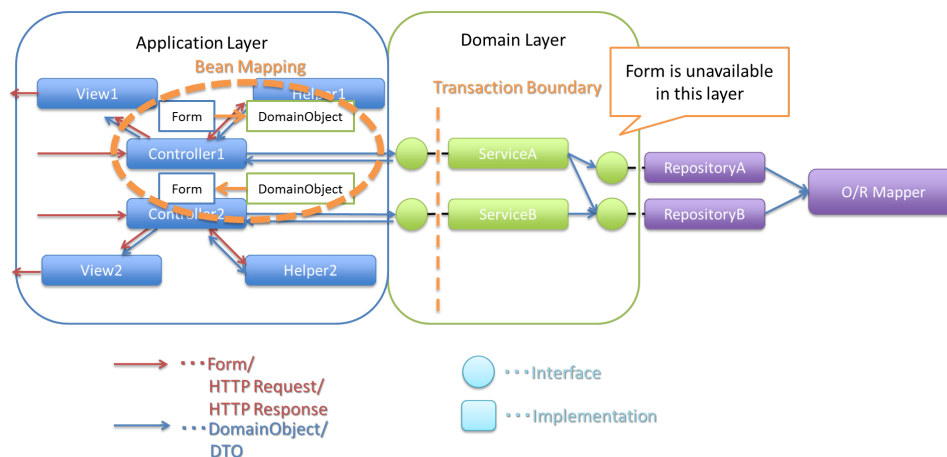 Application Layer
Domain Layer
Bean Mapping
Form is unavailable
in this layer
View1
Helper1
Transaction Boundary
Form
DomainObject
Controller1
ServiceA
RepositoryA
Form
DomainObject
O/R Mapper
Controller2
ServiceB
RepositoryB
View2
Helper2
・・・Form/
HTTP Request/
HTTP Response
・・・DomainObject/
DTO
・・・Interface
・・・Implementation